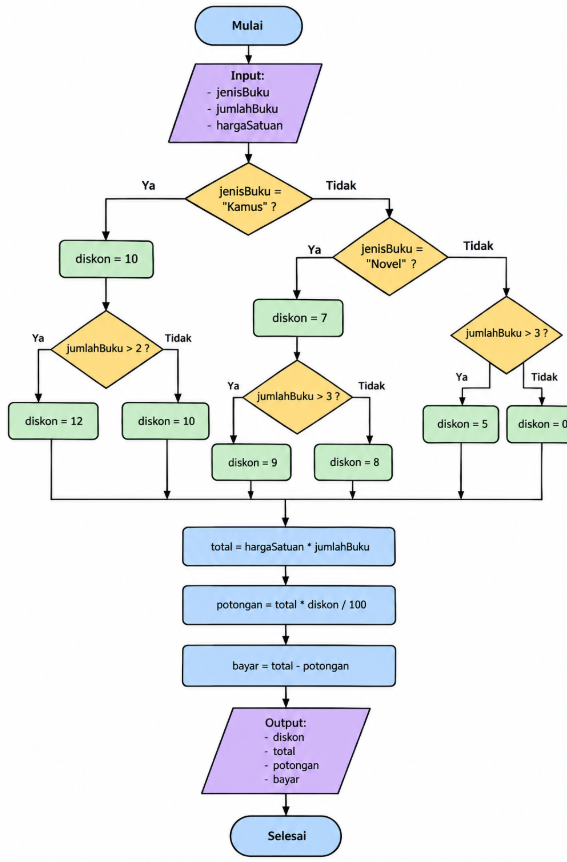 Mulai
Input:
- jenisBuku
- jumlahBuku
- hargaSatuan
jenisBuku =
"Kamus" ?
Ya
Tidak
diskon = 10
jenisBuku =
"Novel" ?
Ya
Tidak
diskon = 7
jumlahBuku > 2 ?
Ya
Tidak
jumlahBuku > 3 ?
Ya
Tidak
jumlahBuku > 3 ?
Ya
Tidak
diskon = 12
diskon = 10
diskon = 9
diskon = 8
diskon = 5
diskon = 0
total = hargaSatuan * jumlahBuku
potongan = total * diskon / 100
bayar = total - potongan
Output:
- diskon
- total
- potongan
- bayar
Selesai